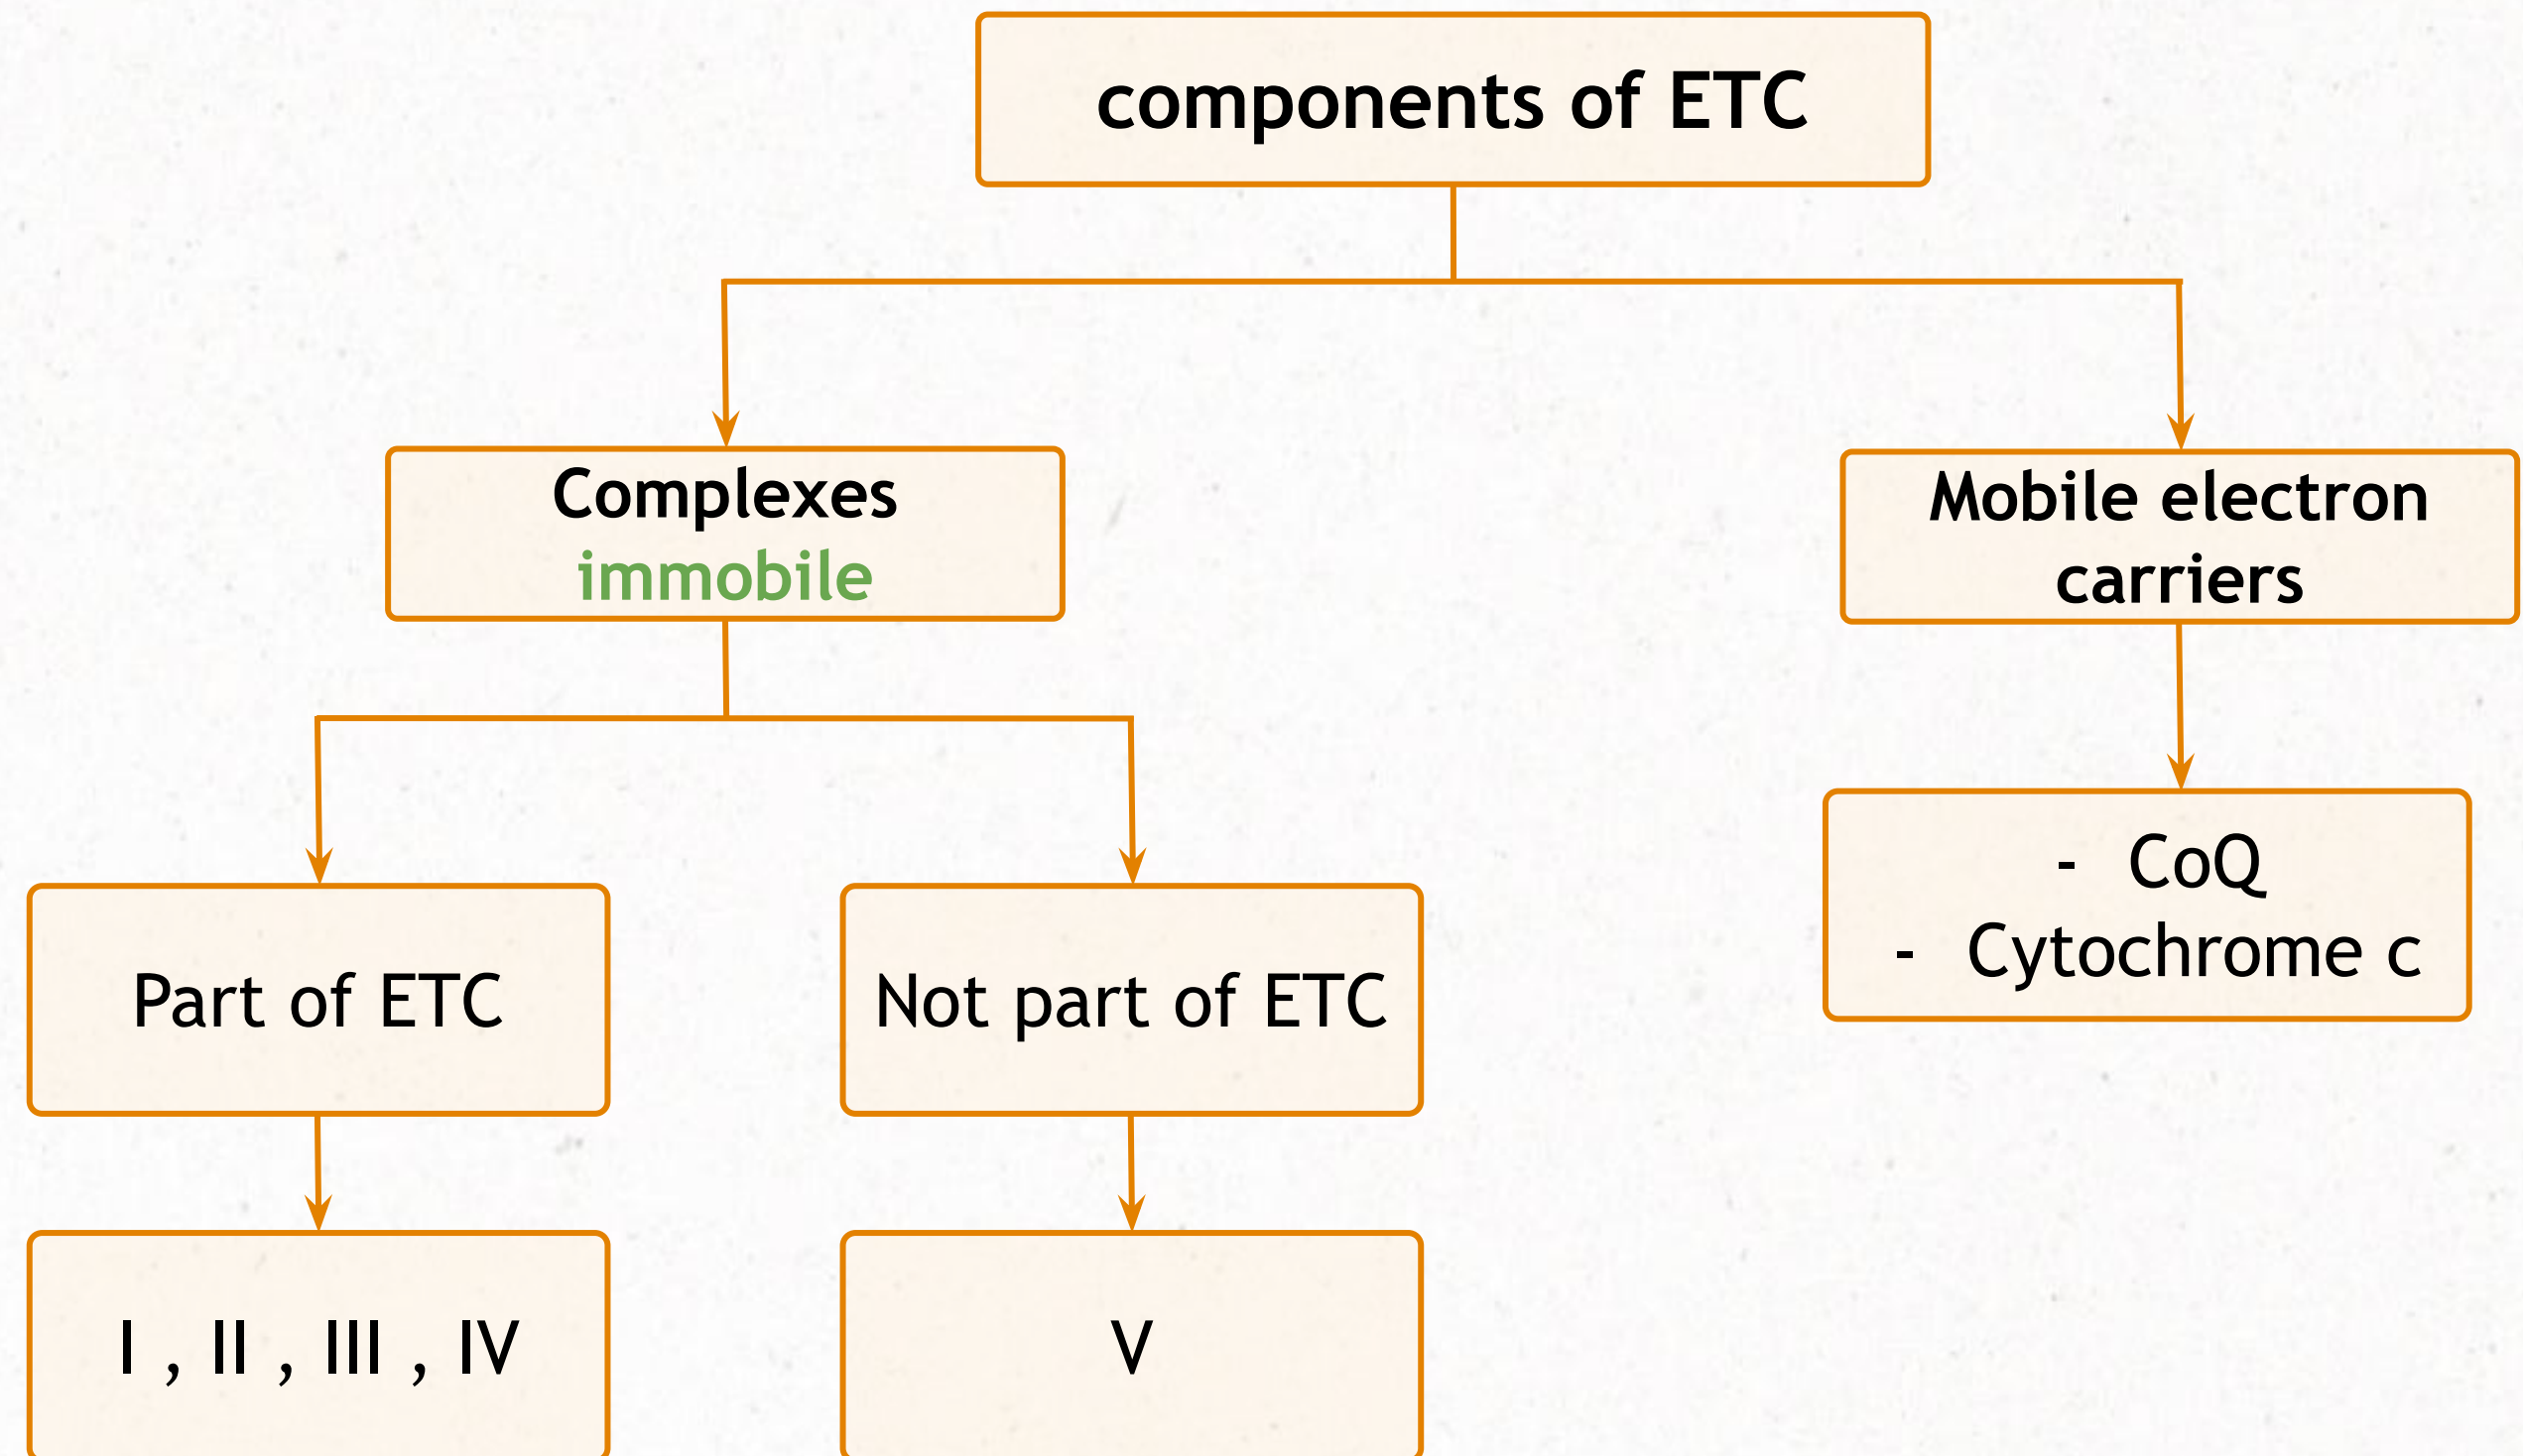 components of ETC
Complexes
immobile
Mobile electron
carriers
- CoQ
- Cytochrome c
Part of ETC
Not part of ETC
I , II , III , IV
V